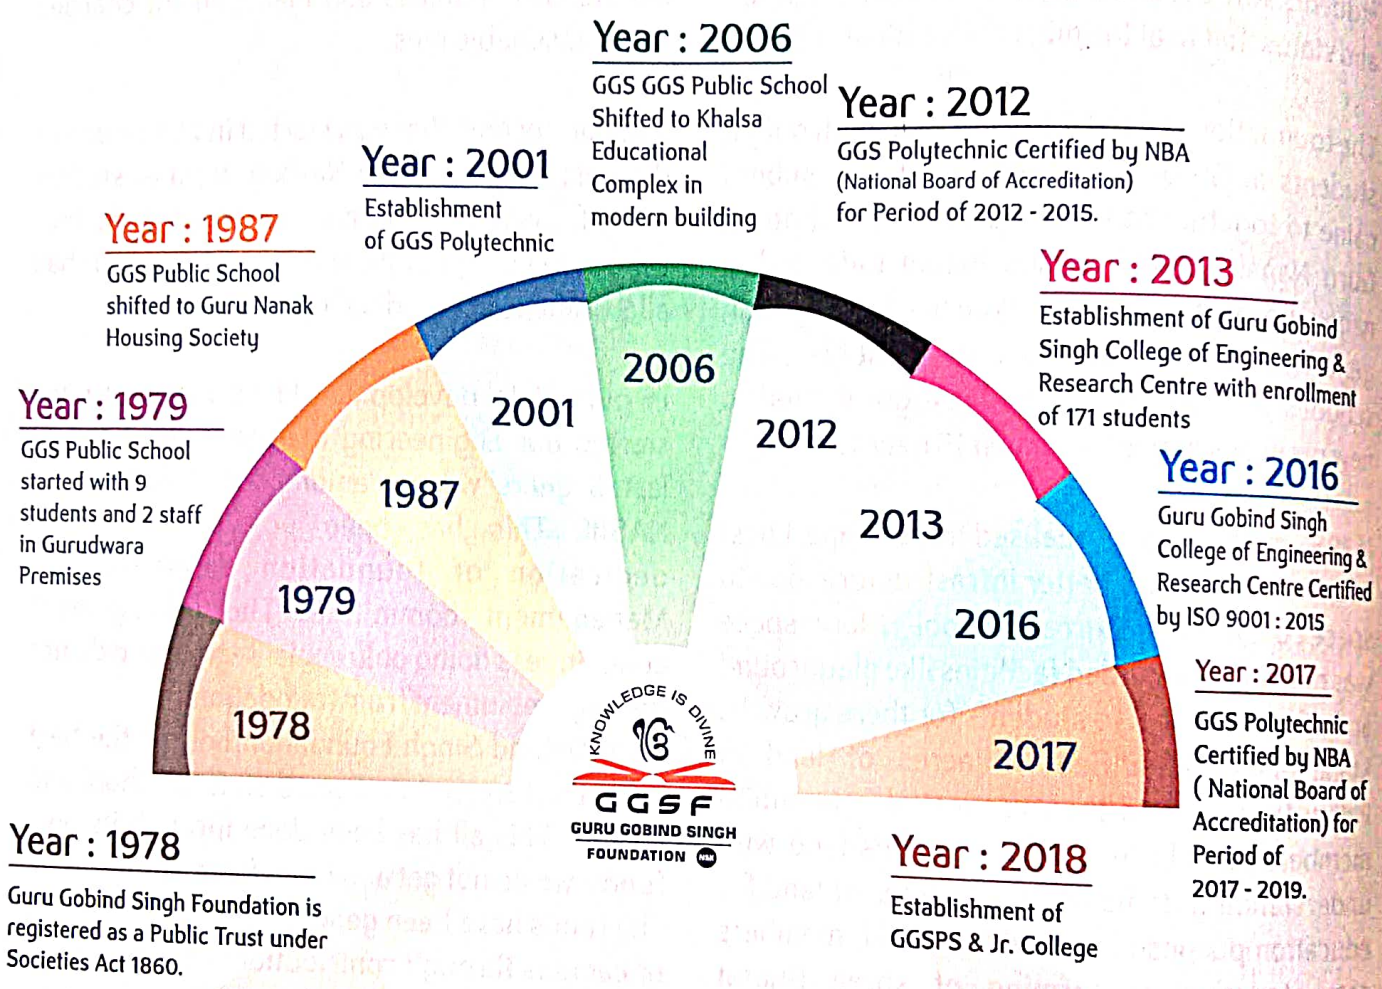 Year : 2006
GGS GGS Public School
Shifted to Khalsa
Educational
Complex in
modern building
Year : 2012
GGS Polytechnic Certified by NBA
(National Board of Accreditation)
for Period of 2012 - 2015.
Year : 2001
Establishment
of GGS Polytechnic
Year : 1987
GGS Public School
shifted to Guru Nanak
Housing Society
Year : 2013
Establishment of Guru Gobind
Singh College of Engineering &
Research Centre with enrollment
of 171 students
Year : 1979
GGS Public School
started with 9
students and 2 staff
in Gurudwara
Premises
Year : 2016
Guru Gobind Singh
College of Engineering &
Research Centre Certified
by ISO 9001 : 2015
2006
2001
2012
1987
2013
1979
2016
1978
2017
KNOWLEDGE IS DIVINE
ੴ
GGSF
GURU GOBIND SINGH
FOUNDATION NSK
Year : 2017
GGS Polytechnic
Certified by NBA
( National Board of
Accreditation) for
Period of
2017 - 2019.
Year : 1978
Guru Gobind Singh Foundation is
registered as a Public Trust under
Societies Act 1860.
Year : 2018
Establishment of
GGSPS & Jr. College